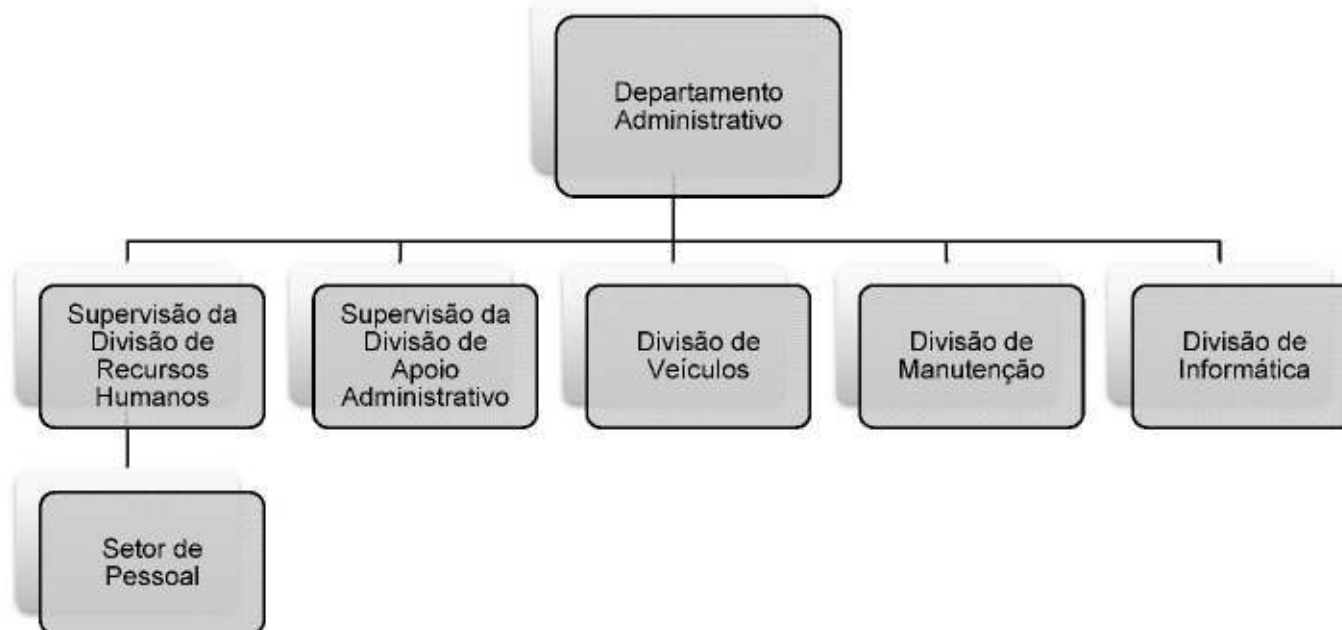 Departamento
Administrativo
Supervisão da
Divisão de
Recursos
Humanos
Supervisão da
Divisão de
Apoio
Administrativo
Divisão de
Veículos
Divisão de
Manutenção
Divisão de
Informática
Setor de
Pessoal